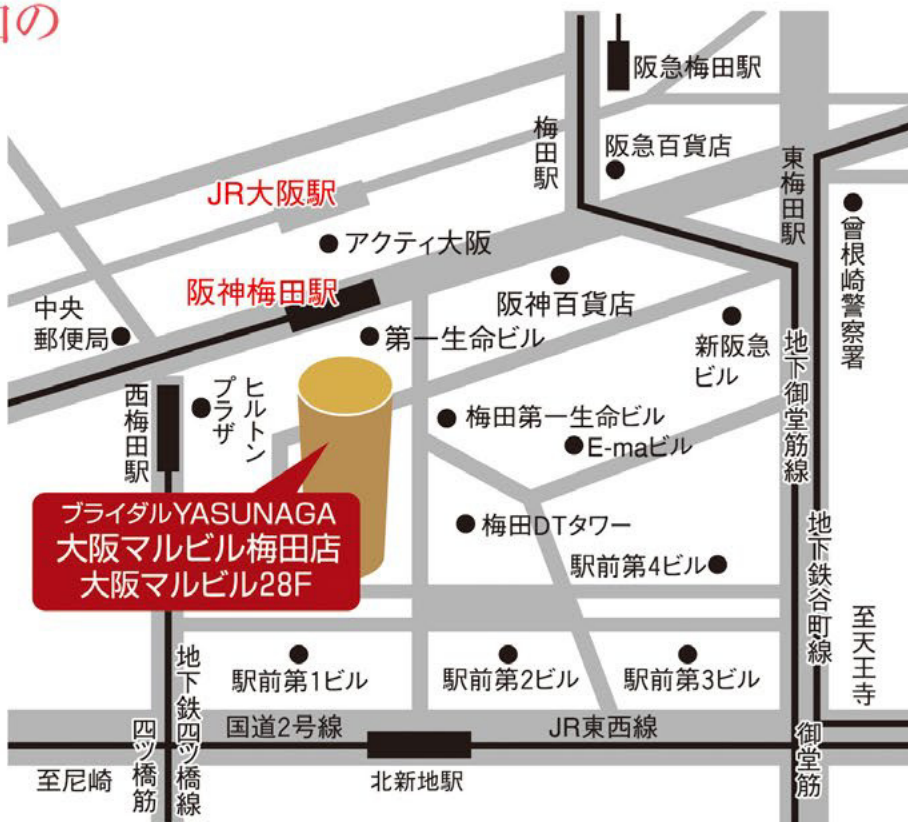 の
阪急梅田駅
梅田駅
阪急百貨店
東梅田駅
JR大阪駅
アクティ大阪
曾根崎警察署
阪神梅田駅
阪神百貨店
中央
郵便局
第一生命ビル
新阪急
ビル
地下御堂筋線
西梅田駅
ヒルトン
プラザ
梅田第一生命ビル
E-maビル
ブライダルYASUNAGA
大阪マルビル梅田店
大阪マルビル28F
梅田DTタワー
駅前第4ビル
地下鉄谷町線
至天王寺
駅前第1ビル
駅前第2ビル
駅前第3ビル
地下鉄四ツ橋線
四ツ橋筋
国道2号線
JR東西線
御堂筋
至尼崎
北新地駅